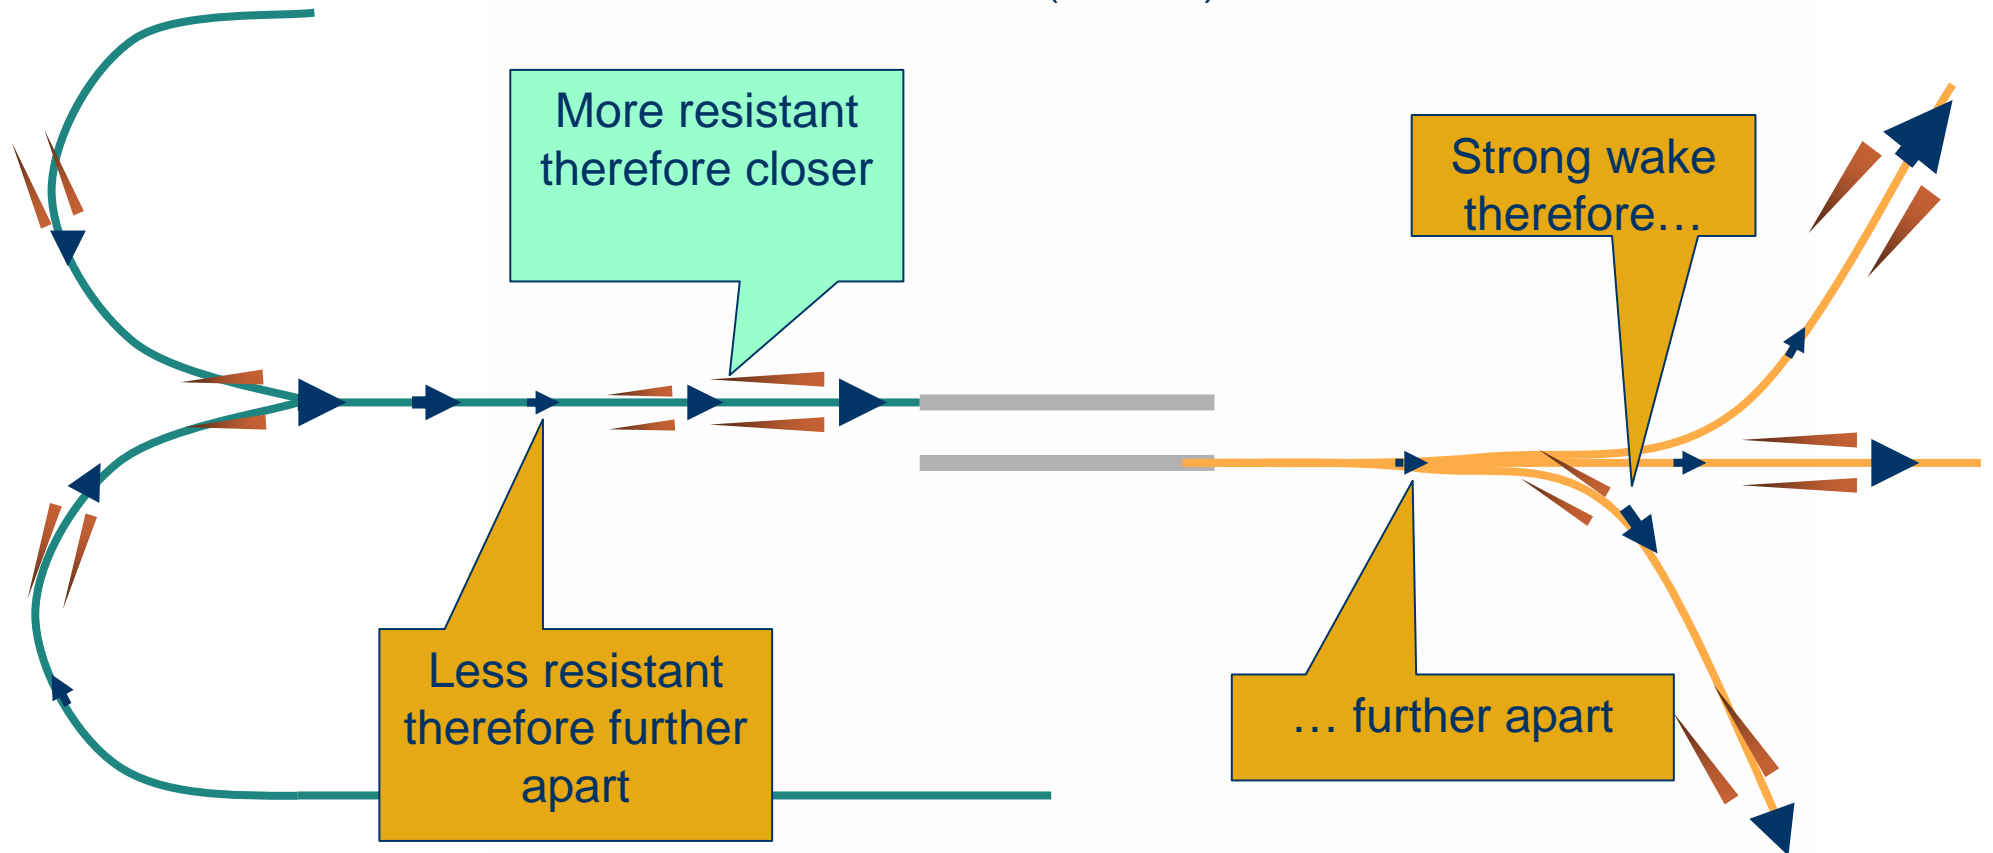 More resistant
therefore closer
Strong wake
therefore…
Less resistant
therefore further
apart
… further apart